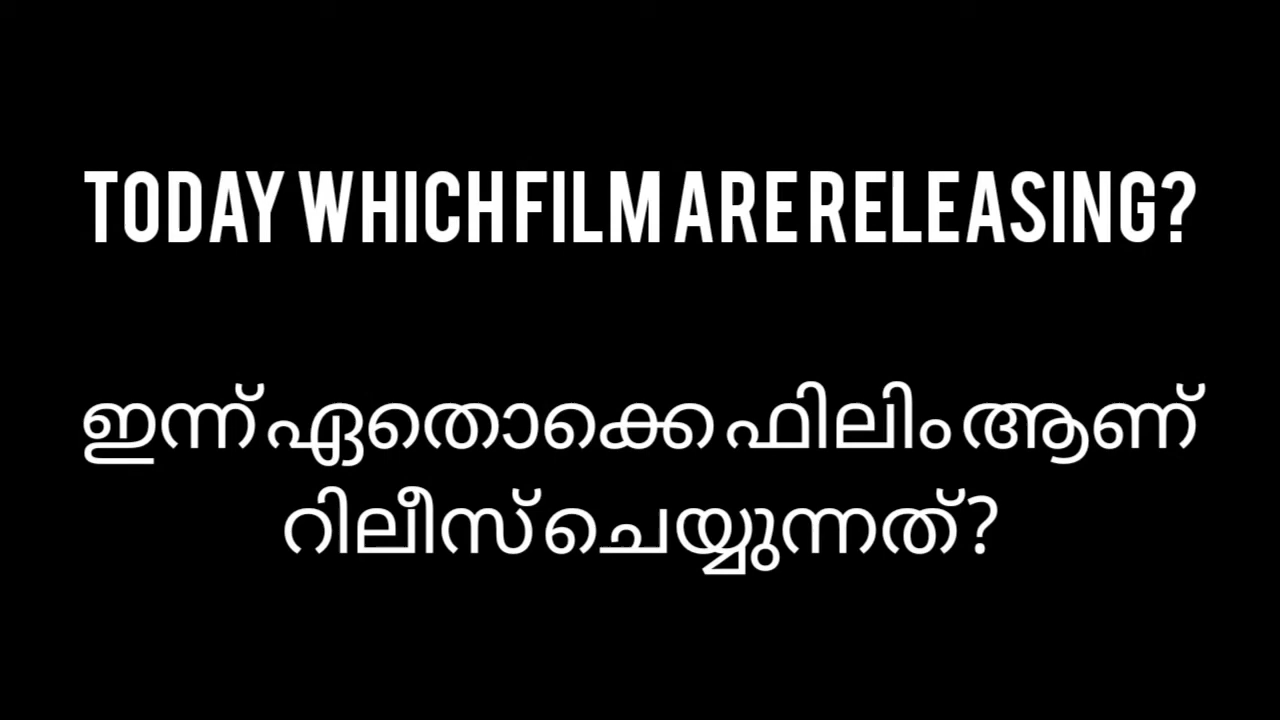 TODAY WHICH FILM ARE RELEASING?
ഇന്ന് ഏതൊക്കെ ഫിലിം ആണ്
റിലീസ് ചെയ്യുന്നത്?